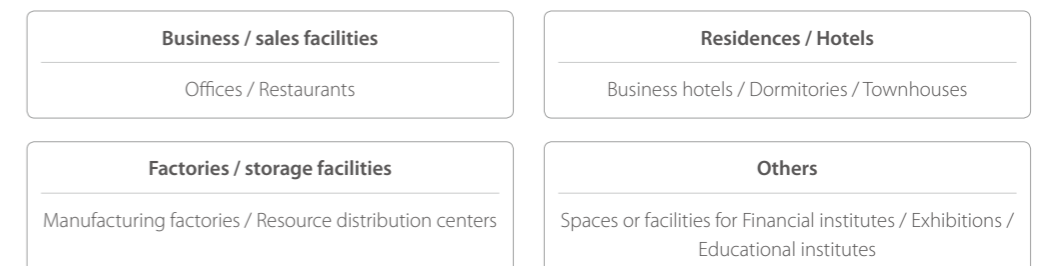 Business / sales facilities
Offices / Restaurants
Residences / Hotels
Business hotels / Dormitories / Townhouses
Factories / storage facilities
Manufacturing factories / Resource distribution centers
Others
Spaces or facilities for Financial institutes / Exhibitions /
Educational institutes